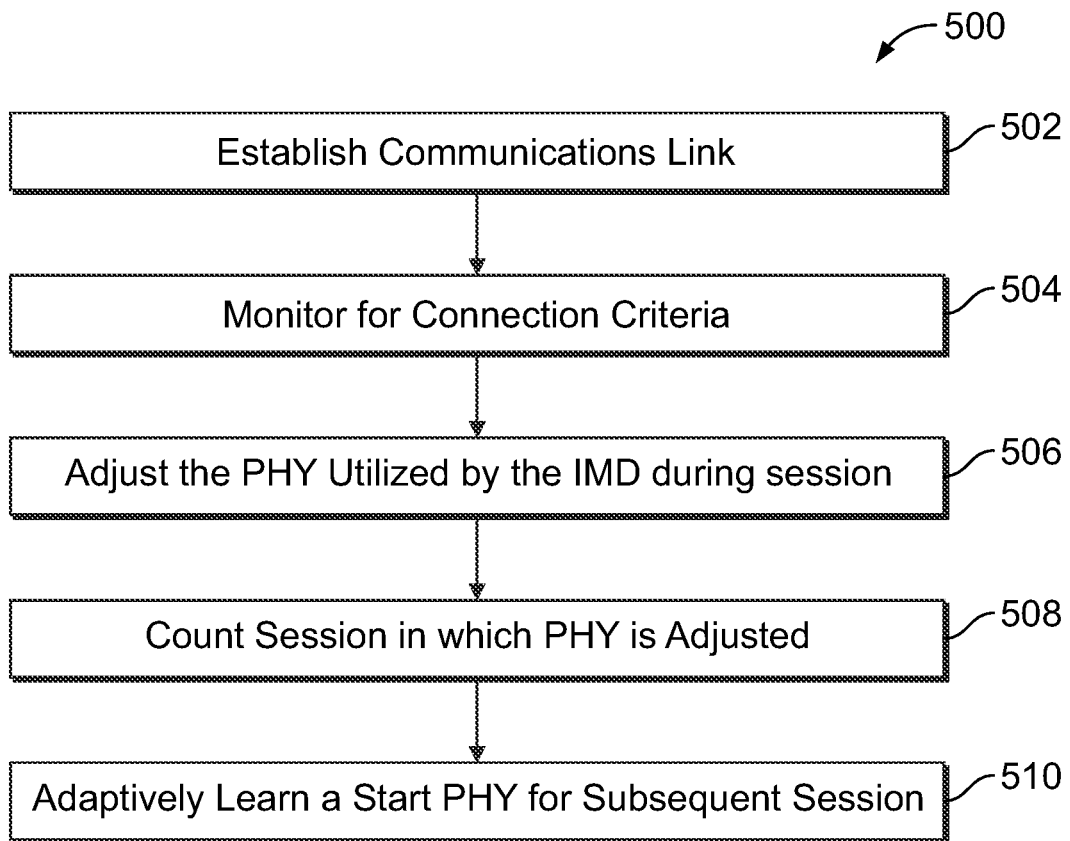 500
Establish Communications Link
502
Monitor for Connection Criteria
504
Adjust the PHY Utilized by the IMD during session
506
Count Session in which PHY is Adjusted
508
Adaptively Learn a Start PHY for Subsequent Session
510